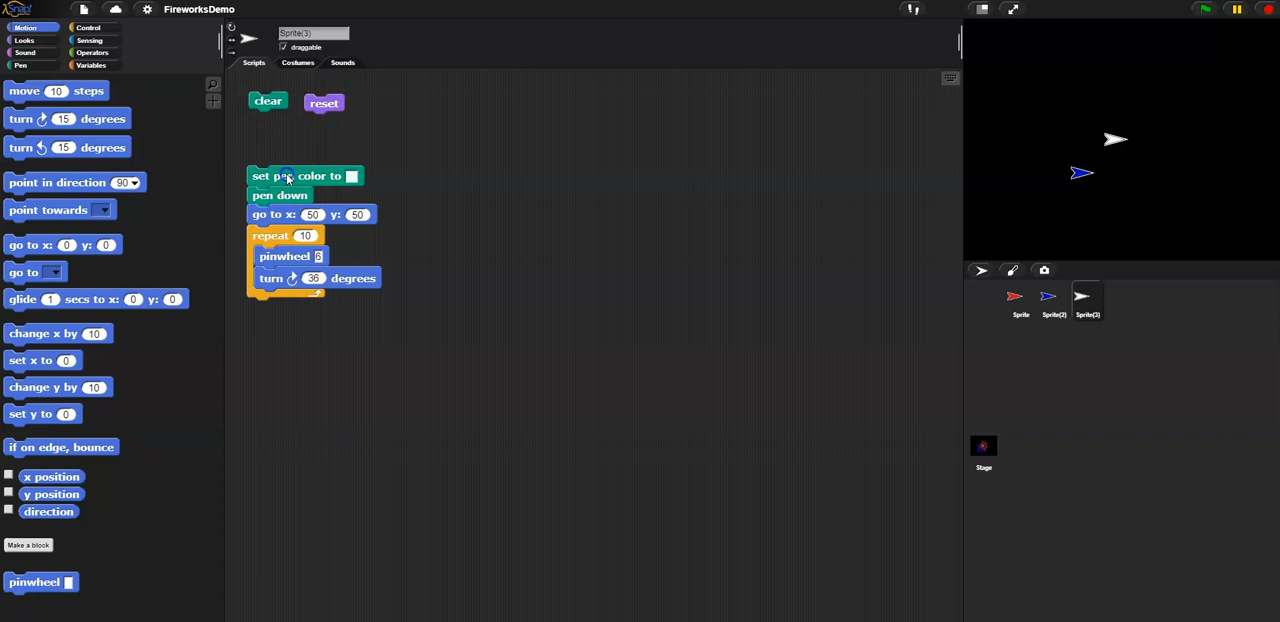 Snap!
FireworksDemo
Motion
Control
Looks
Sensing
Sound
Operators
Pen
Variables
Sprite(3)
draggable
Scripts
Costumes
Sounds
move 10 steps
turn 15 degrees
turn 15 degrees
point in direction 90
point towards
go to x: 0 y: 0
go to
glide 1 secs to x: 0 y: 0
change x by 10
set x to 0
change y by 10
set y to 0
if on edge, bounce
x position
y position
direction
Make a block
pinwheel
clear
reset
set pen color to
pen down
go to x: 50 y: 50
repeat 10
pinwheel 6
turn 36 degrees
Sprite
Sprite(2)
Sprite(3)
Stage